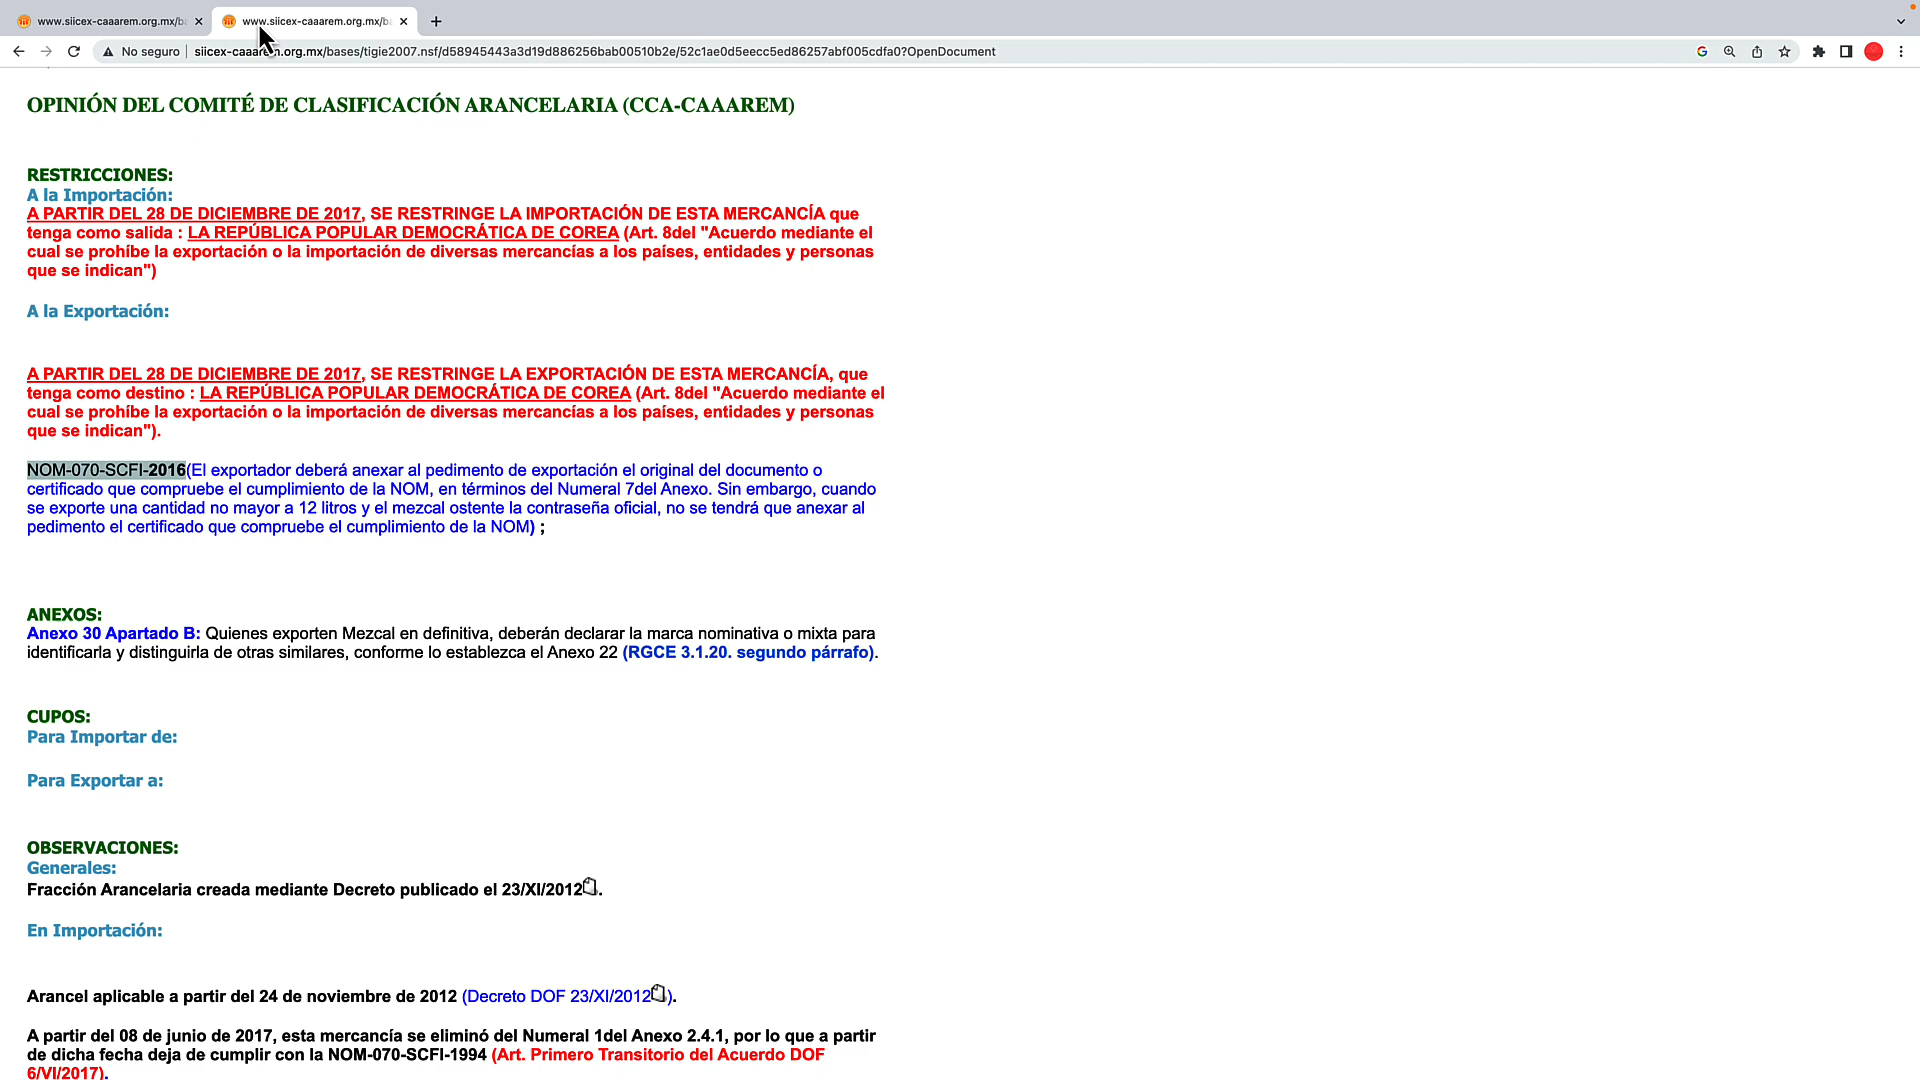 www.siicex-caaarem.org.mx/ba
www.siicex-caaarem.org.mx/ba
No seguro
siicex-caaarem.org.mx/bases/tigie2007.nsf/d58945443a3d19d886256bab00510b2e/52c1ae0d5eecc5ed86257abf005cdfa0?OpenDocument
OPINIÓN DEL COMITÉ DE CLASIFICACIÓN ARANCELARIA (CCA-CAAAREM)
RESTRICCIONES:
A la Importación:
A PARTIR DEL 28 DE DICIEMBRE DE 2017, SE RESTRINGE LA IMPORTACIÓN DE ESTA MERCANCÍA que
tenga como salida : LA REPÚBLICA POPULAR DEMOCRÁTICA DE COREA (Art. 8del "Acuerdo mediante el
cual se prohíbe la exportación o la importación de diversas mercancías a los países, entidades y personas
que se indican")
A la Exportación:
A PARTIR DEL 28 DE DICIEMBRE DE 2017, SE RESTRINGE LA EXPORTACIÓN DE ESTA MERCANCÍA, que
tenga como destino : LA REPÚBLICA POPULAR DEMOCRÁTICA DE COREA (Art. 8del "Acuerdo mediante el
cual se prohíbe la exportación o la importación de diversas mercancías a los países, entidades y personas
que se indican").
NOM-070-SCFI-2016(El exportador deberá anexar al pedimento de exportación el original del documento o
certificado que compruebe el cumplimiento de la NOM, en términos del Numeral 7del Anexo. Sin embargo, cuando
se exporte una cantidad no mayor a 12 litros y el mezcal ostente la contraseña oficial, no se tendrá que anexar al
pedimento el certificado que compruebe el cumplimiento de la NOM) ;
ANEXOS:
Anexo 30 Apartado B: Quienes exporten Mezcal en definitiva, deberán declarar la marca nominativa o mixta para
identificarla y distinguirla de otras similares, conforme lo establezca el Anexo 22 (RGCE 3.1.20. segundo párrafo).
CUPOS:
Para Importar de:
Para Exportar a:
OBSERVACIONES:
Generales:
Fracción Arancelaria creada mediante Decreto publicado el 23/XI/2012.
En Importación:
Arancel aplicable a partir del 24 de noviembre de 2012 (Decreto DOF 23/XI/2012).
A partir del 08 de junio de 2017, esta mercancía se eliminó del Numeral 1del Anexo 2.4.1, por lo que a partir
de dicha fecha deja de cumplir con la NOM-070-SCFI-1994 (Art. Primero Transitorio del Acuerdo DOF
6/VI/2017).